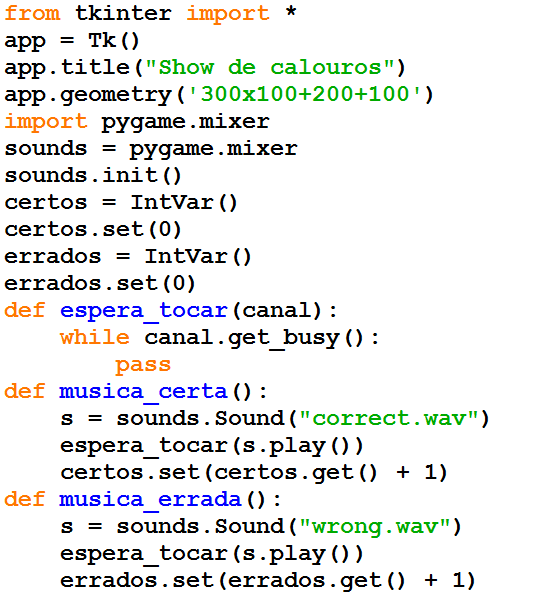 from tkinter import *
app = Tk()
app.title("Show de calouros")
app.geometry('300x100+200+100')
import pygame.mixer
sounds = pygame.mixer
sounds.init()
certos = IntVar()
certos.set(0)
errados = IntVar()
errados.set(0)
def espera_tocar(canal):
    while canal.get_busy():
        pass
def musica_certa():
    s = sounds.Sound("correct.wav")
    espera_tocar(s.play())
    certos.set(certos.get() + 1)
def musica_errada():
    s = sounds.Sound("wrong.wav")
    espera_tocar(s.play())
    errados.set(errados.get() + 1)